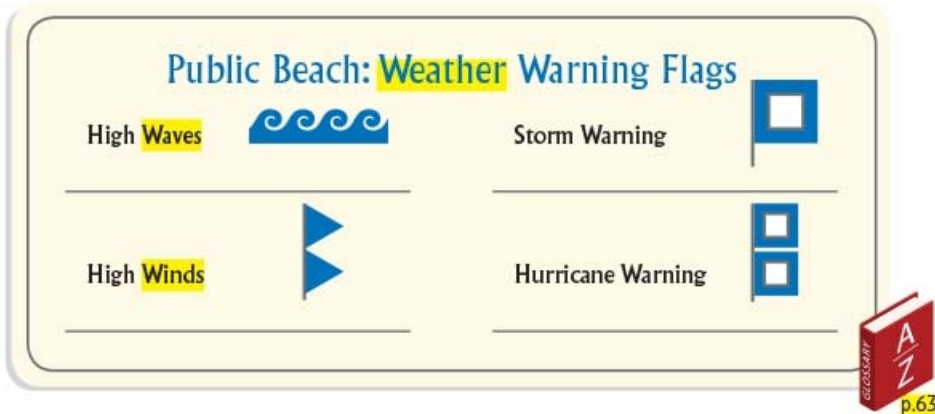 Public Beach: Weather Warning Flags
High Waves
Storm Warning
High Winds
Hurricane Warning
GLOSSARY
A
Z
p.63